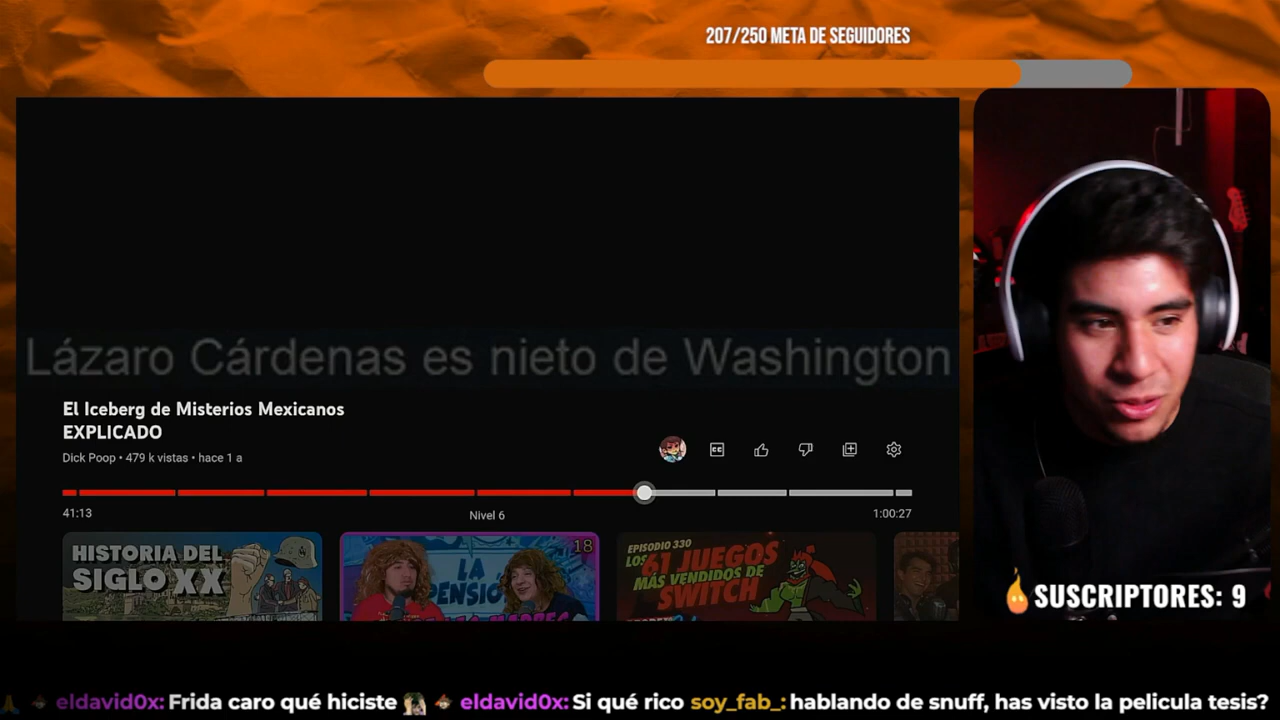 207/250 META DE SEGUIDORES
Lázaro Cárdenas es nieto de Washington
El Iceberg de Misterios Mexicanos
EXPLICADO
Dick Poop • 479 k vistas • hace 1 a
CC
41:13
Nivel 6
1:00:27
HISTORIA DEL
SIGLO XX
LA
PENSIÓ
18
EPISODIO 330
LOS 61 JUEGOS
MÁS VENDIDOS DE
SWITCH
SUSCRIPTORES: 9
eldavid0x: Frida caro qué hiciste eldavid0x: Si qué rico soy_fab_: hablando de snuff, has visto la pelicula tesis?